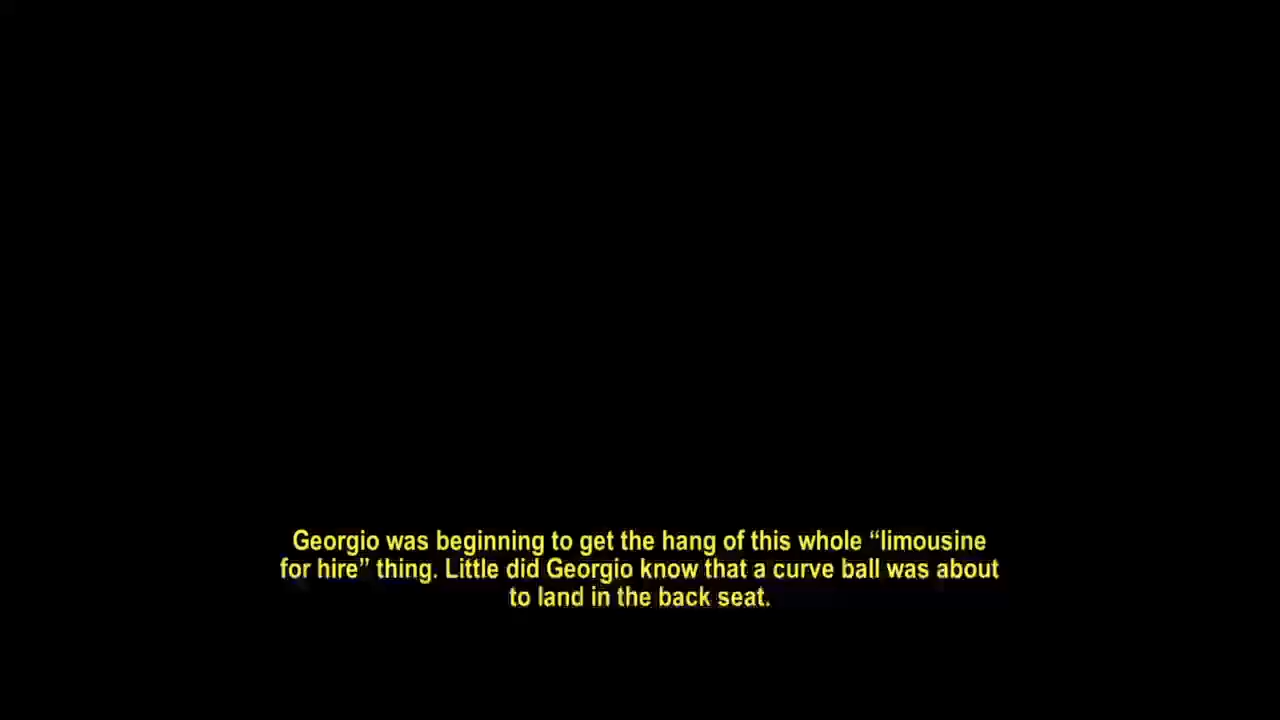 Georgio was beginning to get the hang of this whole “limousine
for hire” thing. Little did Georgio know that a curve ball was about
to land in the back seat.